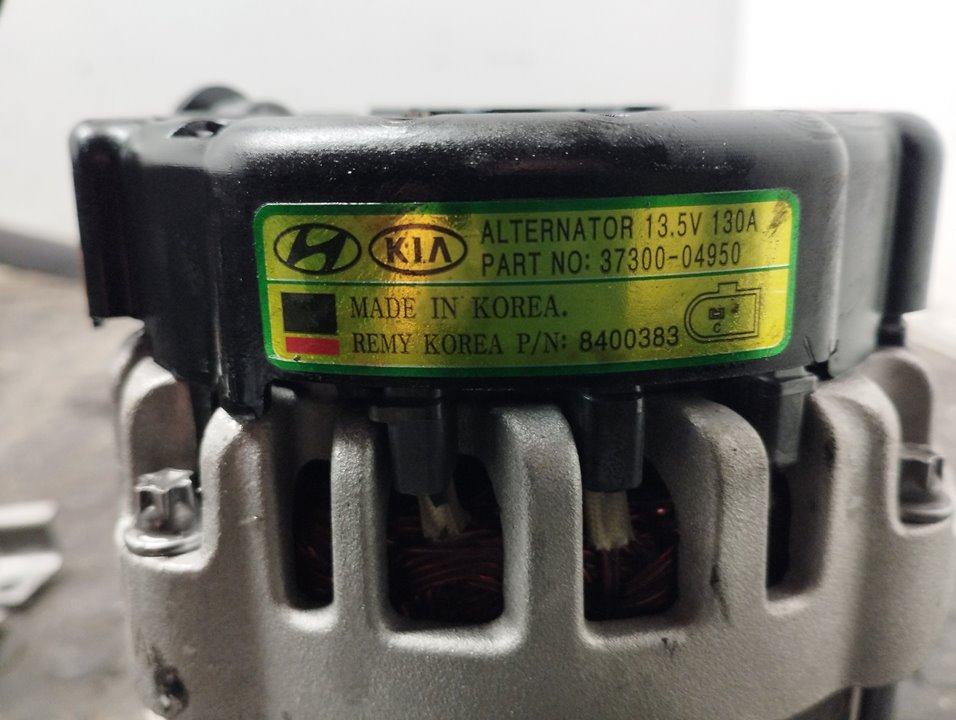 KIA
ALTERNATOR 13.5V 130A
PART NO: 37300-04950
MADE IN KOREA.
REMY KOREA P/N: 8400383
C